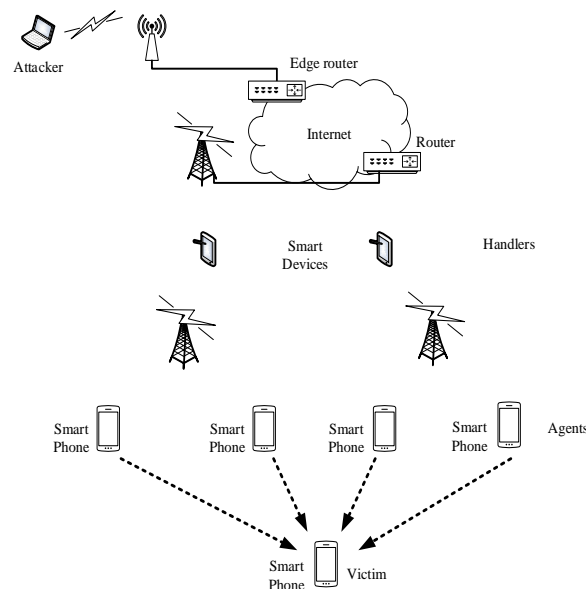 Attacker
Edge router
Internet
Router
Smart
Devices
Handlers
Smart
Phone
Smart
Phone
Smart
Phone
Smart
Phone
Agents
Smart
Phone
Victim